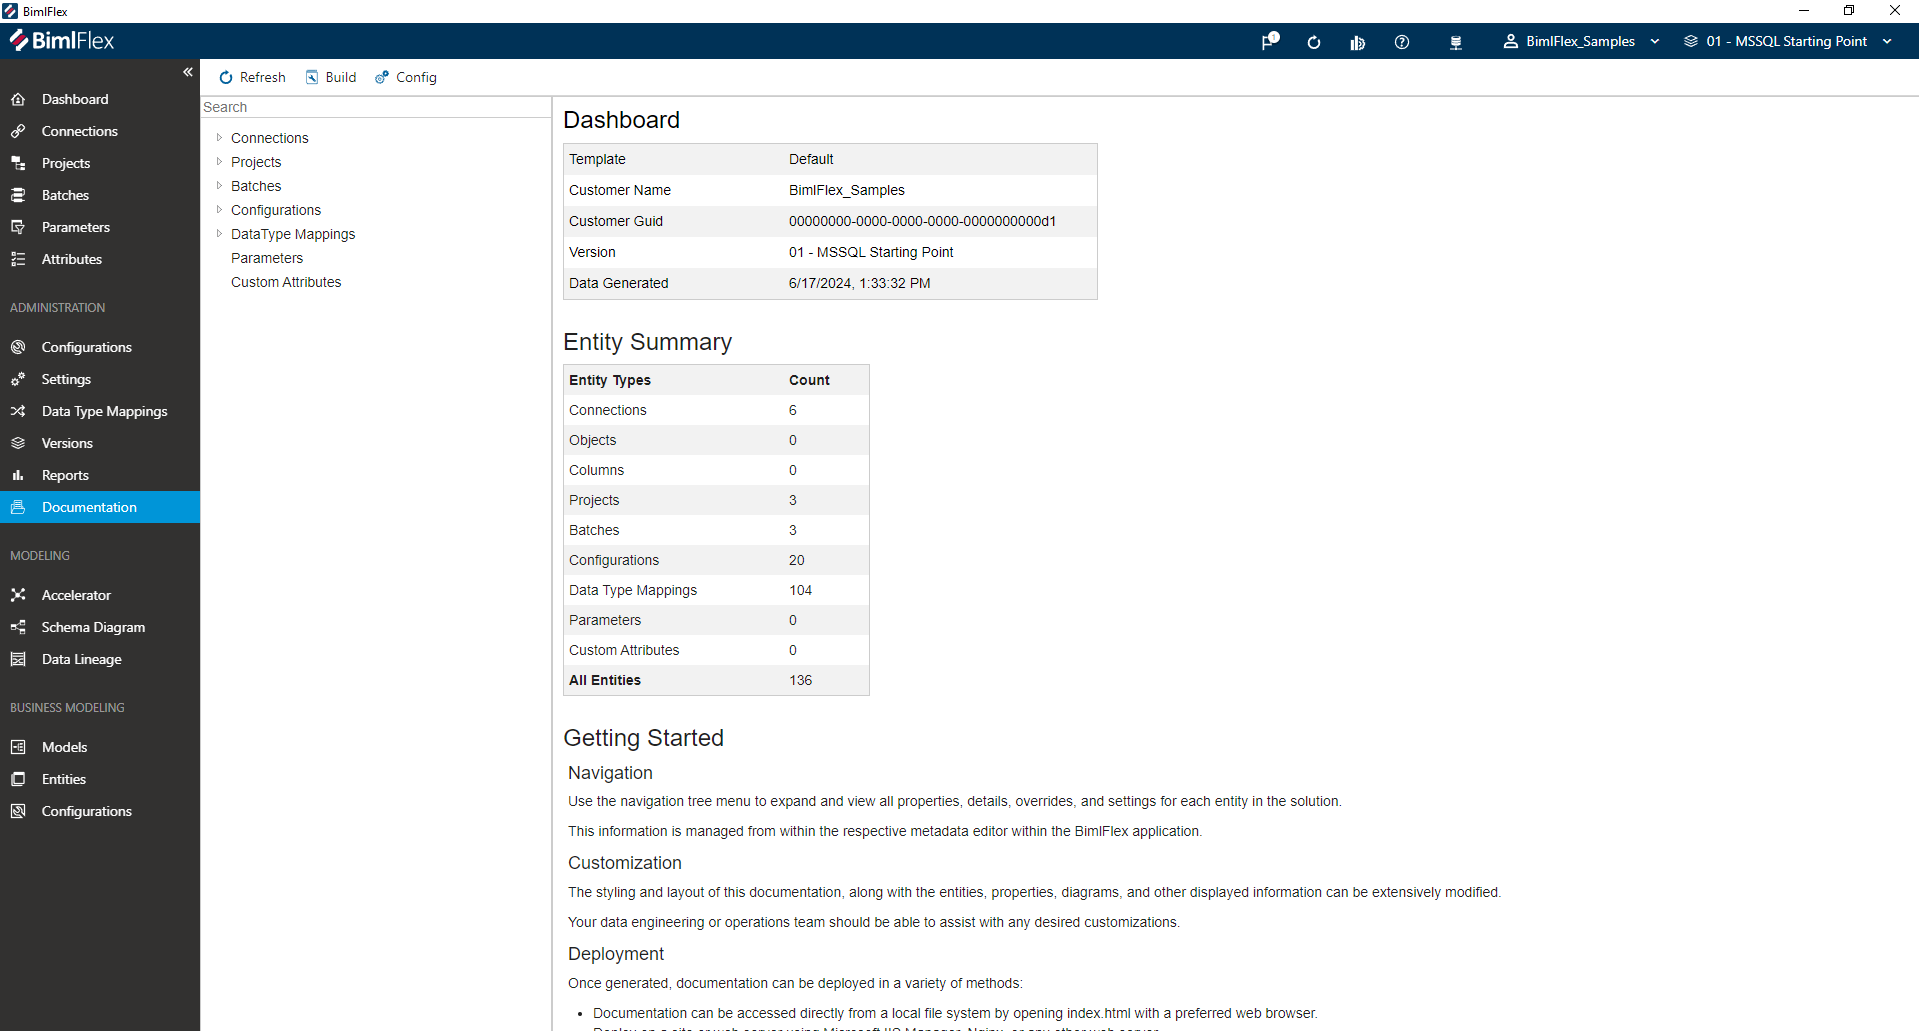 BimlFlex
BimlFlex
1
BimlFlex_Samples
01 - MSSQL Starting Point
Refresh
Build
Config
Dashboard
Connections
Projects
Batches
Parameters
Attributes
ADMINISTRATION
Configurations
Settings
Data Type Mappings
Versions
Reports
Documentation
MODELING
Accelerator
Schema Diagram
Data Lineage
BUSINESS MODELING
Models
Entities
Configurations
Search
Connections
Projects
Batches
Configurations
DataType Mappings
Parameters
Custom Attributes
Dashboard
Template Default
Customer Name BimlFlex_Samples
Customer Guid 00000000-0000-0000-0000-0000000000d1
Version 01 - MSSQL Starting Point
Data Generated 6/17/2024, 1:33:32 PM
Entity Summary
Entity Types Count
Connections 6
Objects 0
Columns 0
Projects 3
Batches 3
Configurations 20
Data Type Mappings 104
Parameters 0
Custom Attributes 0
All Entities 136
Getting Started
Navigation
Use the navigation tree menu to expand and view all properties, details, overrides, and settings for each entity in the solution.
This information is managed from within the respective metadata editor within the BimlFlex application.
Customization
The styling and layout of this documentation, along with the entities, properties, diagrams, and other displayed information can be extensively modified.
Your data engineering or operations team should be able to assist with any desired customizations.
Deployment
Once generated, documentation can be deployed in a variety of methods:
• Documentation can be accessed directly from a local file system by opening index.html with a preferred web browser.